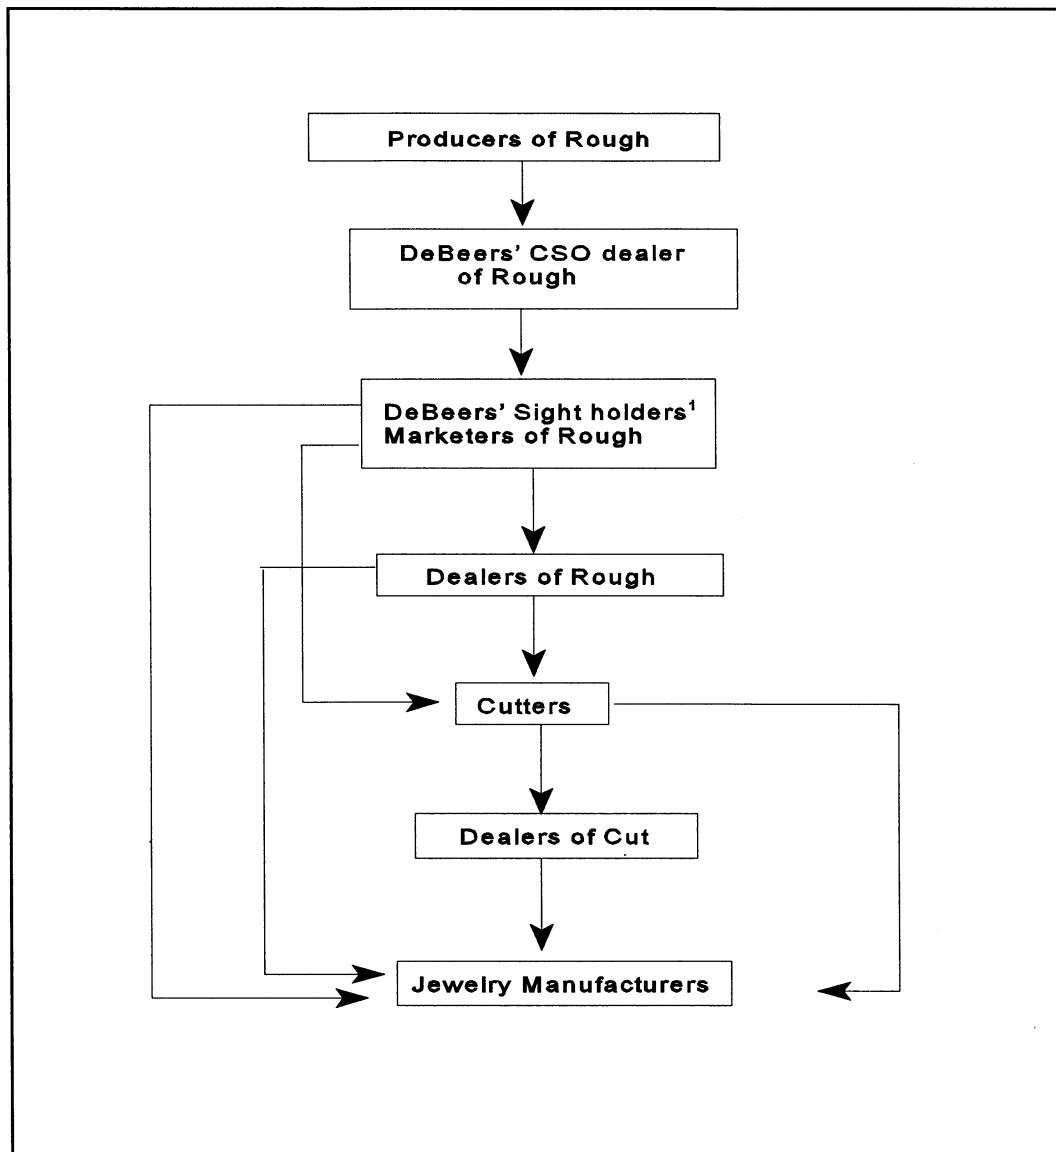 Producers of Rough
DeBeers' CSO dealer
of Rough
DeBeers' Sight holders¹
Marketers of Rough
Dealers of Rough
Cutters
Dealers of Cut
Jewelry Manufacturers